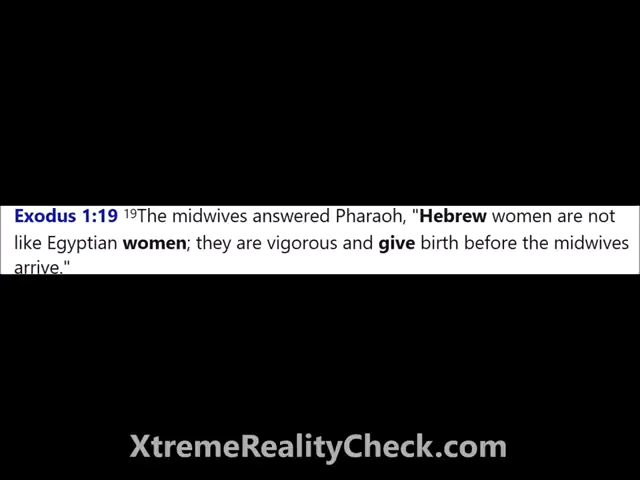 Exodus 1:19 19The midwives answered Pharaoh, "Hebrew women are not
like Egyptian women; they are vigorous and give birth before the midwives
arrive."
XtremeRealityCheck.com